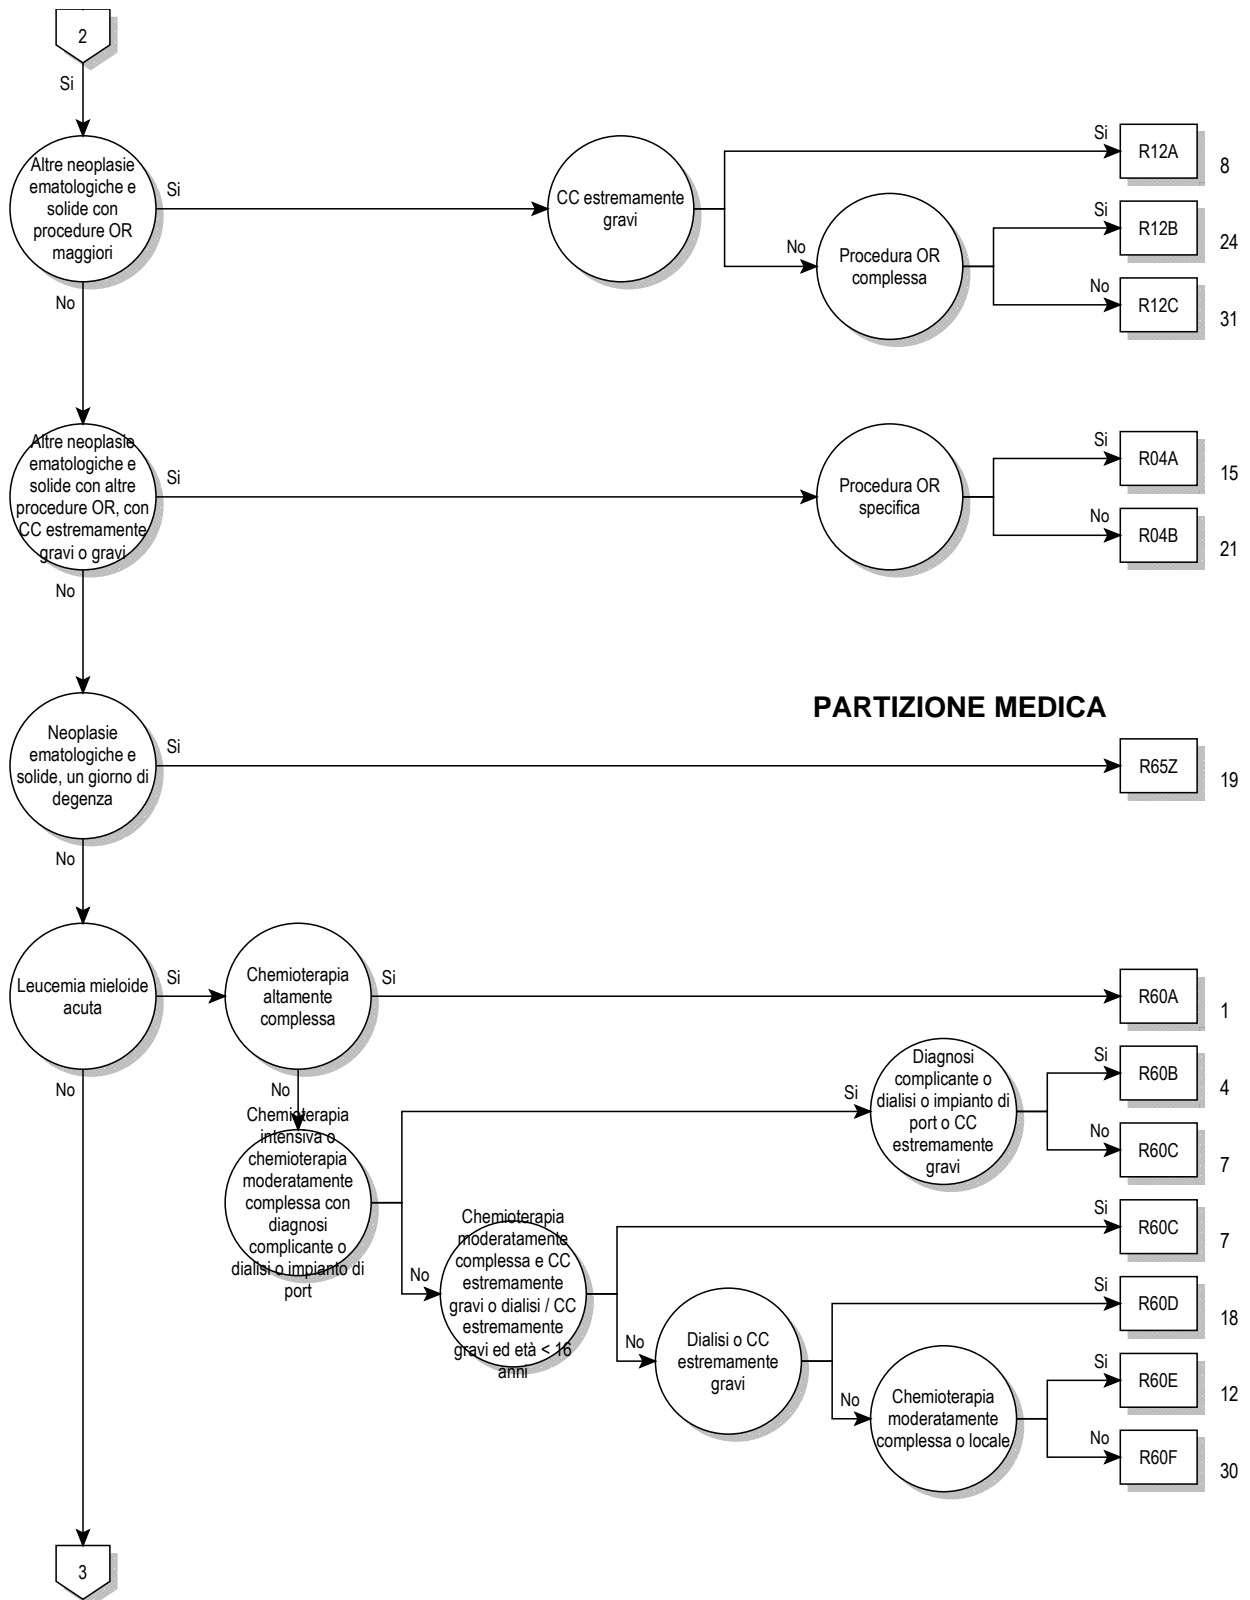 2
Si
Altre neoplasie
ematologiche e
solide con
procedure OR
maggiori
Si
No
CC estremamente
gravi
Si
R12A
8
No
Procedura OR
complessa
Si
R12B
24
No
R12C
31
Altre neoplasie
ematologiche e
solide con altre
procedure OR, con
CC estremamente
gravi o gravi
Si
No
Procedura OR
specifica
Si
R04A
15
No
R04B
21
PARTIZIONE MEDICA
Neoplasie
ematologiche e
solide, un giorno di
degenza
Si
No
R65Z
19
Leucemia mieloide
acuta
Si
No
Chemioterapia
altamente
complessa
Si
No
R60A
1
Chemioterapia
intensiva o
chemioterapia
moderatamente
complessa con
diagnosi
complicante o
dialisi o impianto di
port
Si
Diagnosi
complicante o
dialisi o impianto di
port o CC
estremamente
gravi
Si
R60B
4
No
R60C
7
No
Chemioterapia
moderatamente
complessa e CC
estremamente
gravi o dialisi / CC
estremamente
gravi ed età < 16
anni
Si
R60C
7
No
Dialisi o CC
estremamente
gravi
Si
R60D
18
No
Chemioterapia
moderatamente
complessa o locale
Si
R60E
12
No
R60F
30
3